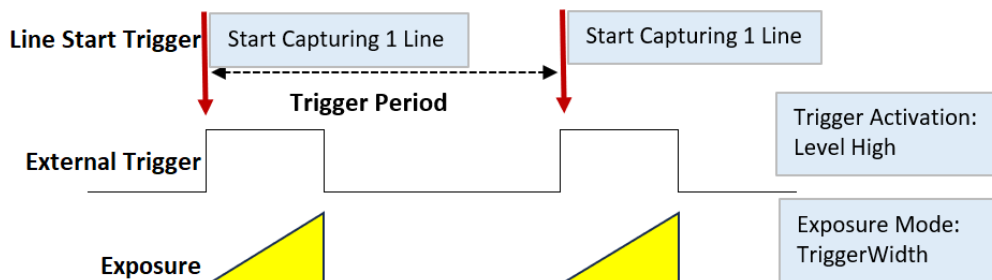 Line Start Trigger
Start Capturing 1 Line
Start Capturing 1 Line
Trigger Period
Trigger Activation:
Level High
External Trigger
Exposure Mode:
TriggerWidth
Exposure